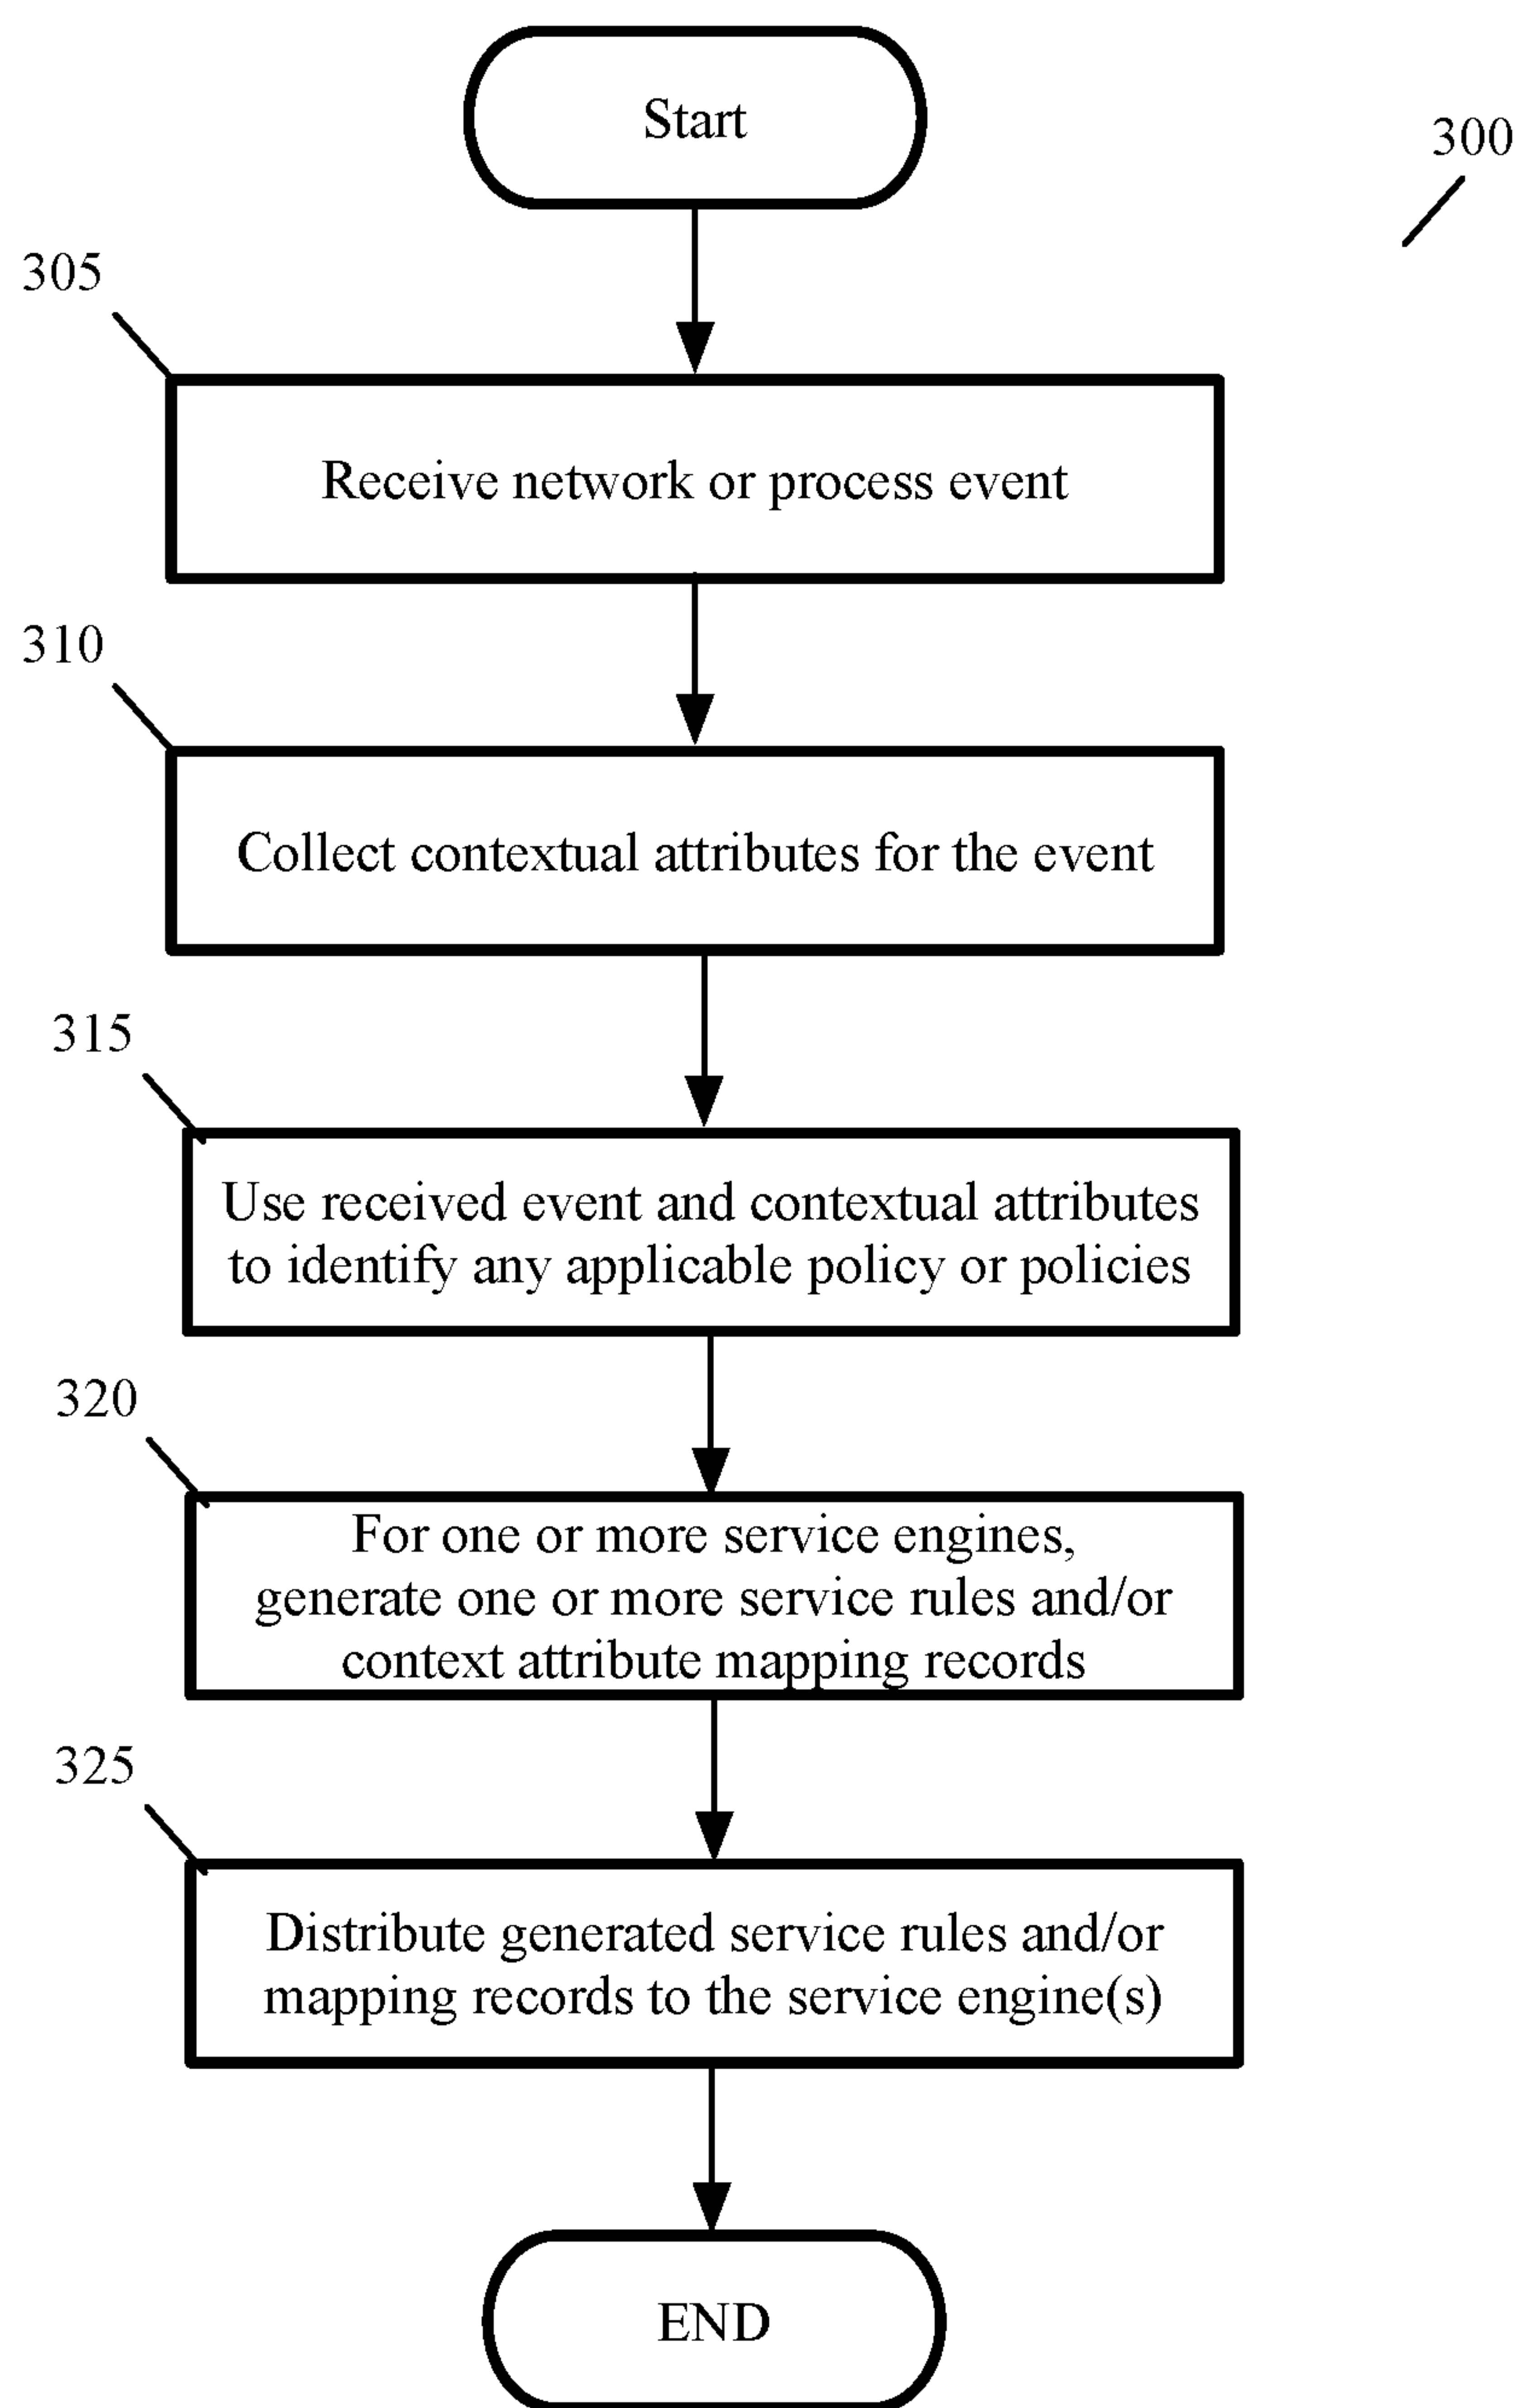 Start
300
305
Receive network or process event
310
Collect contextual attributes for the event
315
Use received event and contextual attributes
to identify any applicable policy or policies
320
For one or more service engines,
generate one or more service rules and/or
context attribute mapping records
325
Distribute generated service rules and/or
mapping records to the service engine(s)
END